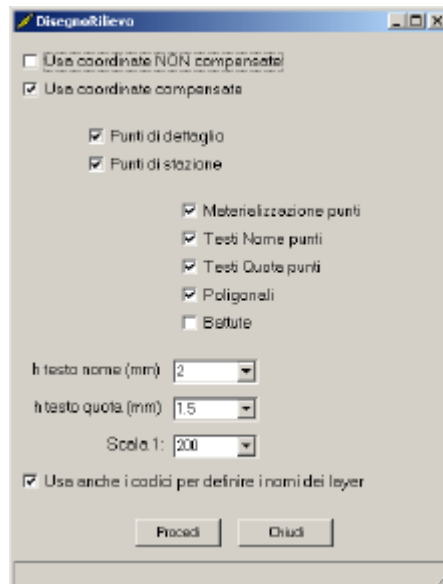 DisegnoRilievo
Usa coordinate NON compensate
Usa coordinate compensate
Punti di dettaglio
Punti di stazione
Materializzazione punti
Testi Nome punti
Testi Quota punti
Poligonali
Battute
h testo nome (mm) 2
h testo quota (mm) 1.5
Scala 1: 200
Usa anche i codici per definire i nomi dei layer
Procedi Chiudi